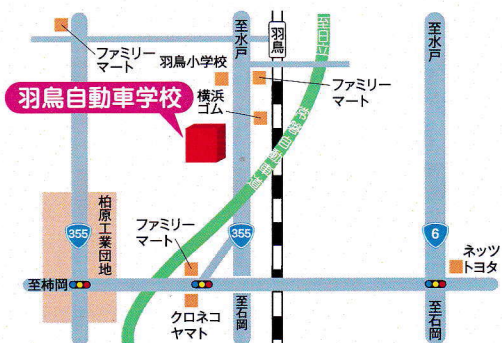 至水戸
羽鳥
至日立
至水戸
ファミリー
マート
羽鳥小学校
ファミリー
マート
羽鳥自動車学校
横浜
ゴム
常磐自動車道
柏原工業団地
ファミリー
マート
355
355
6
ネッツ
トヨタ
至柿岡
クロネコ
ヤマト
至石岡
至石岡